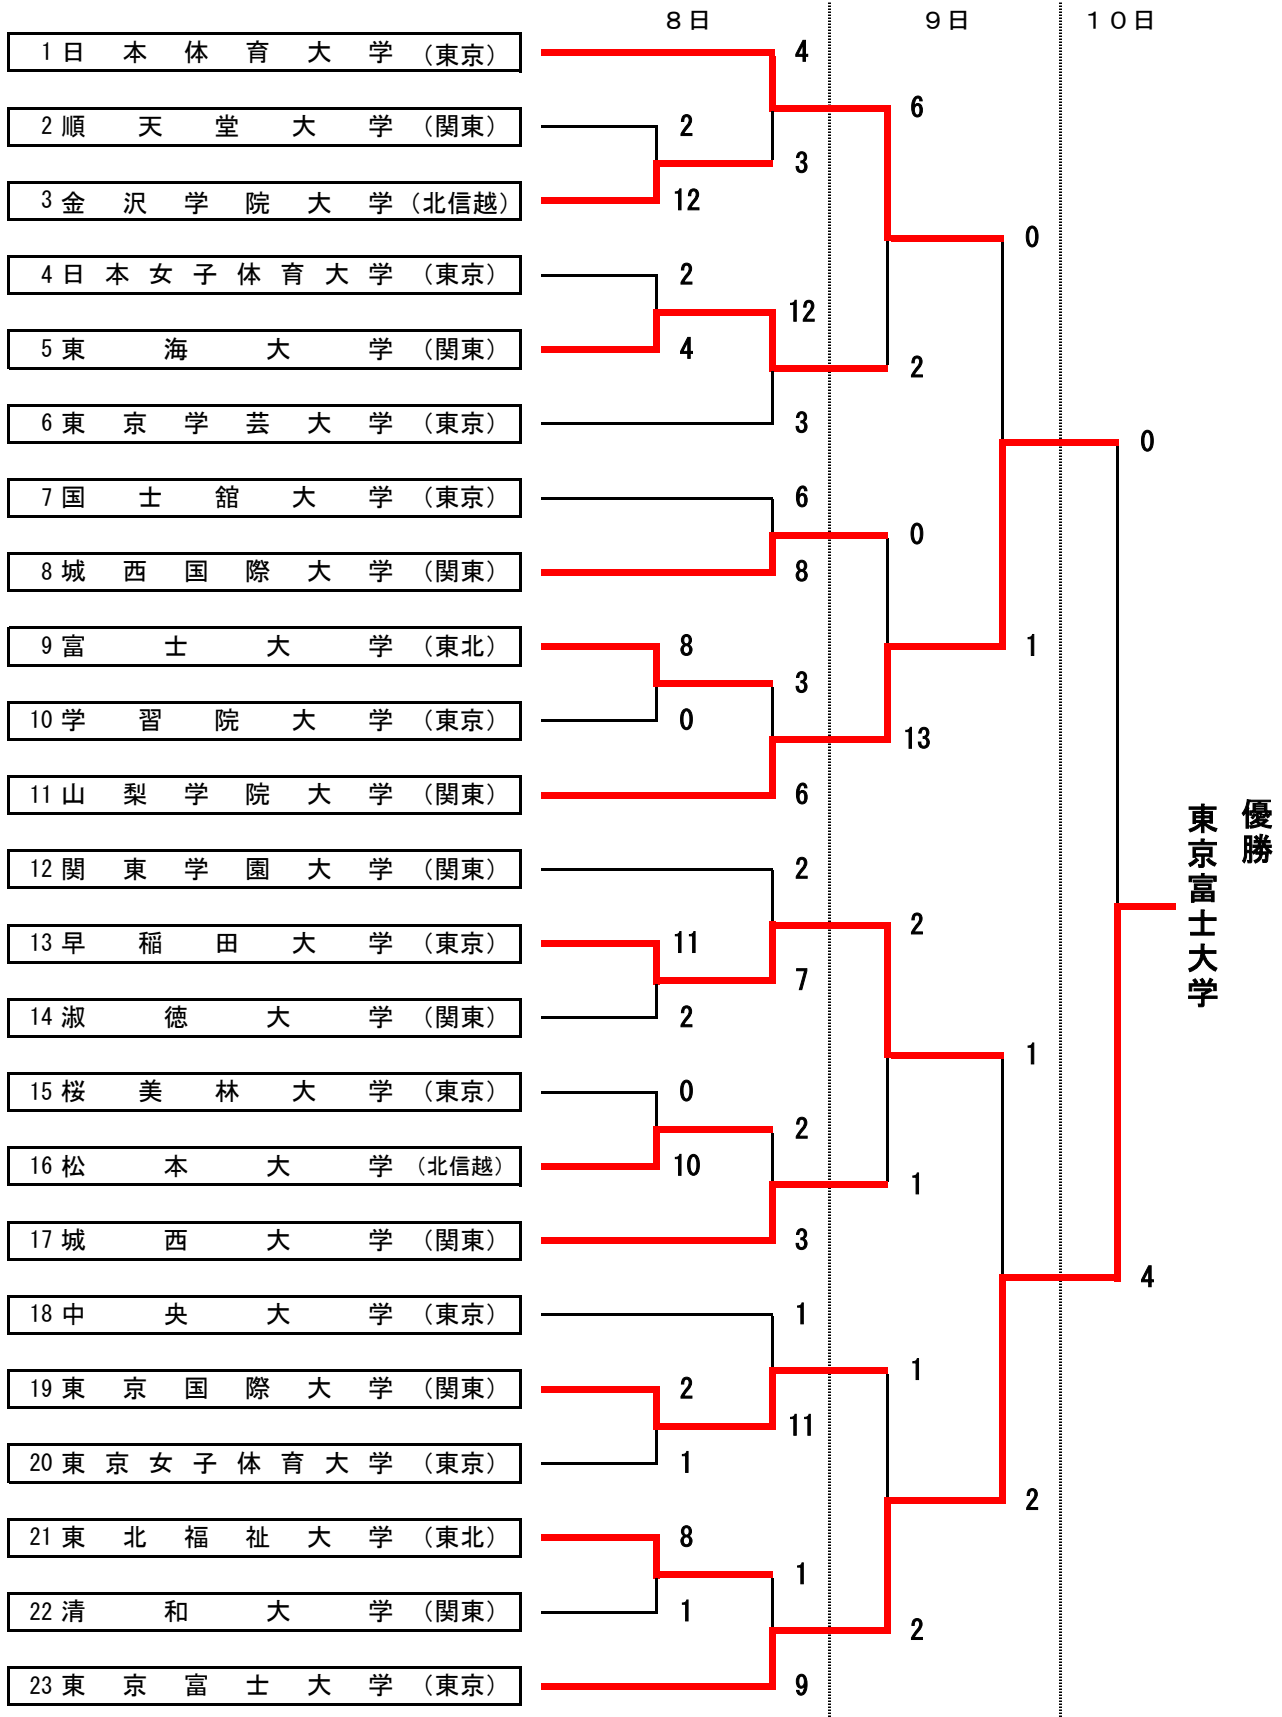 ８日 ９日 １０日
1 日本体育大学 （東京） 4
6
2 順天堂大学 （関東） 2
3
3 金沢学院大学 （北信越） 12
0
4 日本女子体育大学 （東京） 2
12
5 東海大学 （関東） 4
2
6 東京学芸大学 （東京） 3
0
7 国士舘大学 （東京） 6
0
8 城西国際大学 （関東） 8
9 富士大学 （東北） 8 1
3
10 学習院大学 （東京） 0
13
11 山梨学院大学 （関東） 6
優勝
東京富士大学
12 関東学園大学 （関東） 2
2
13 早稲田大学 （東京） 11
7
14 淑徳大学 （関東） 2
1
15 桜美林大学 （東京） 0
2
16 松本大学 （北信越） 10
1
17 城西大学 （関東） 3
4
18 中央大学 （東京） 1
1
19 東京国際大学 （関東） 2
11
20 東京女子体育大学 （東京） 1
2
21 東北福祉大学 （東北） 8
1
22 清和大学 （関東） 1
2
23 東京富士大学 （東京） 9